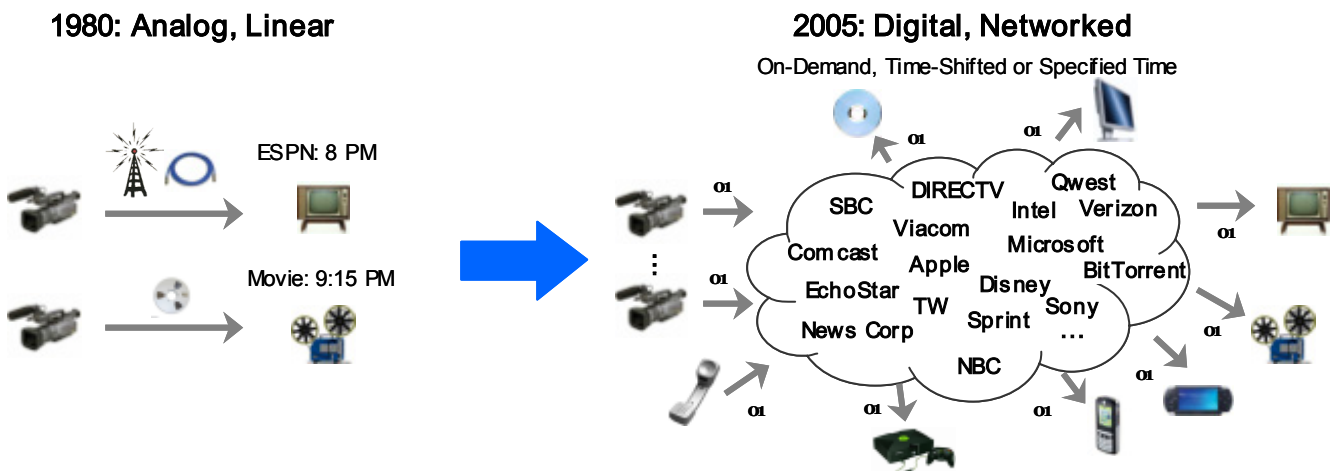 1980: Analog, Linear
ESPN: 8 PM
Movie: 9:15 PM
2005: Digital, Networked
On-Demand, Time-Shifted or Specified Time
01
01
01
01
01
01
01
01
01
01
SBC
DIRECTV
Qwest
Intel
Verizon
Viacom
Microsoft
Comcast
Apple
BitTorrent
EchoStar
Disney
TW
Sony
News Corp
Sprint
...
NBC
...